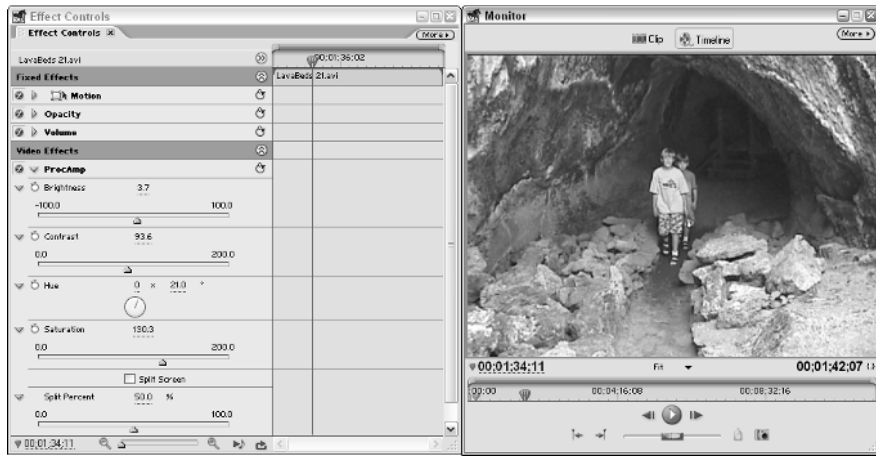 Effect Controls
Effect Controls
More
LavaBeds 21.avi
00;01;36;02
Fixed Effects
LavaBeds 21.avi
Motion
Opacity
Volume
Video Effects
ProcAmp
Brightness 3.7
-100.0 100.0
Contrast 93.6
0.0 200.0
Hue 0 x 21.0 °
Saturation 130.3
0.0 200.0
Split Screen
Split Percent 50.0 %
0.0 100.0
00;01;34;11
Monitor
Clip Timeline More
00;01;34;11 Fit 00;01;42;07
00;00 00;04;16;08 00;08;32;16